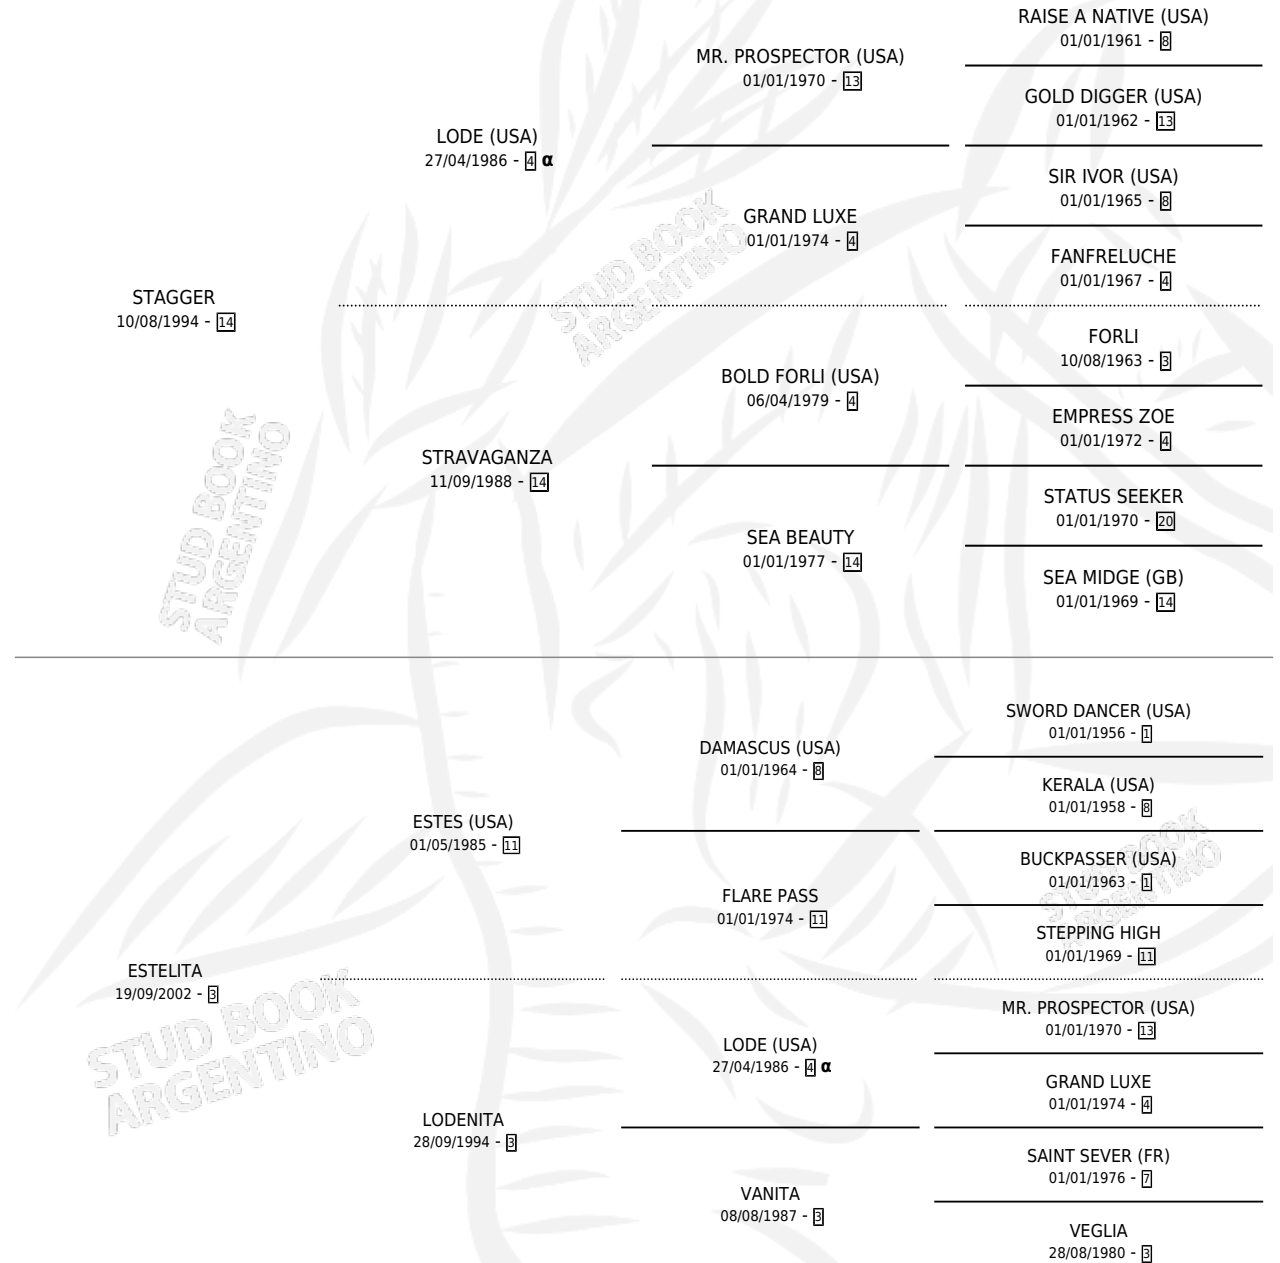 RAISE A NATIVE (USA)
01/01/1961 - 8
MR. PROSPECTOR (USA)
01/01/1970 - 13
GOLD DIGGER (USA)
01/01/1962 - 13
LODE (USA)
27/04/1986 - 4 α
SIR IVOR (USA)
01/01/1965 - 8
GRAND LUXE
01/01/1974 - 4
FANFRELUCHE
01/01/1967 - 4
STAGGER
10/08/1994 - 14
FORLI
10/08/1963 - 3
BOLD FORLI (USA)
06/04/1979 - 4
EMPRESS ZOE
01/01/1972 - 4
STRAVAGANZA
11/09/1988 - 14
STATUS SEEKER
01/01/1970 - 20
SEA BEAUTY
01/01/1977 - 14
SEA MIDGE (GB)
01/01/1969 - 14
SWORD DANCER (USA)
01/01/1956 - 1
DAMASCUS (USA)
01/01/1964 - 8
KERALA (USA)
01/01/1958 - 8
ESTES (USA)
01/05/1985 - 11
BUCKPASSER (USA)
01/01/1963 - 1
FLARE PASS
01/01/1974 - 11
STEPPING HIGH
01/01/1969 - 11
ESTELITA
19/09/2002 - 3
MR. PROSPECTOR (USA)
01/01/1970 - 13
LODE (USA)
27/04/1986 - 4 α
GRAND LUXE
01/01/1974 - 4
LODENITA
28/09/1994 - 3
SAINT SEVER (FR)
01/01/1976 - 7
VANITA
08/08/1987 - 3
VEGLIA
28/08/1980 - 3
STUD BOOK
ARGENTINO
STUD BOOK
ARGENTINO
STUD BOOK
ARGENTINO
STUD BOOK
ARGENTINO